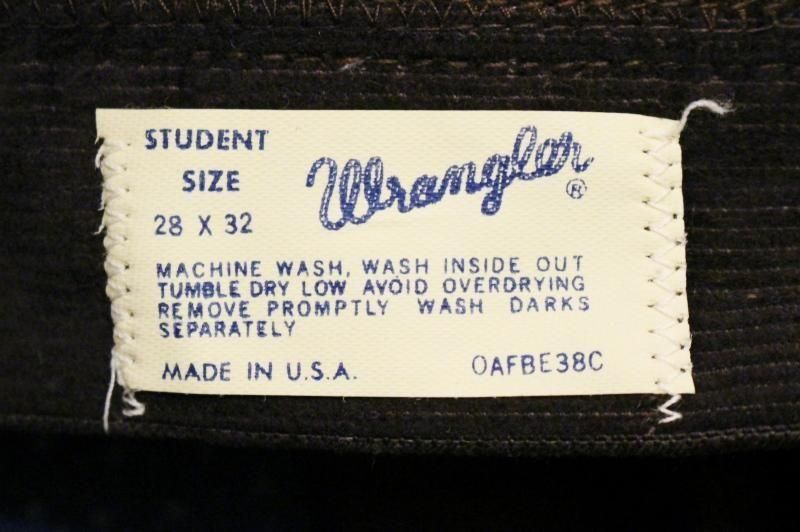 STUDENT
SIZE
28 X 32
Wrangler®
MACHINE WASH, WASH INSIDE OUT
TUMBLE DRY LOW AVOID OVERDRYING
REMOVE PROMPTLY WASH DARKS
SEPARATELY
MADE IN U.S.A. OAFBE38C